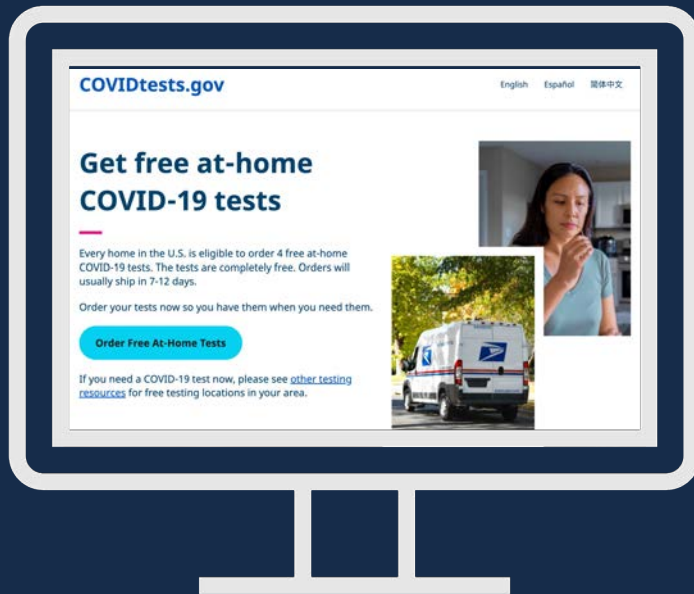 COVIDtests.gov
English Español 简体中文
Get free at-home
COVID-19 tests
Every home in the U.S. is eligible to order 4 free at-home
COVID-19 tests. The tests are completely free. Orders will
usually ship in 7-12 days.
Order your tests now so you have them when you need them.
Order Free At-Home Tests
If you need a COVID-19 test now, please see other testing
resources for free testing locations in your area.